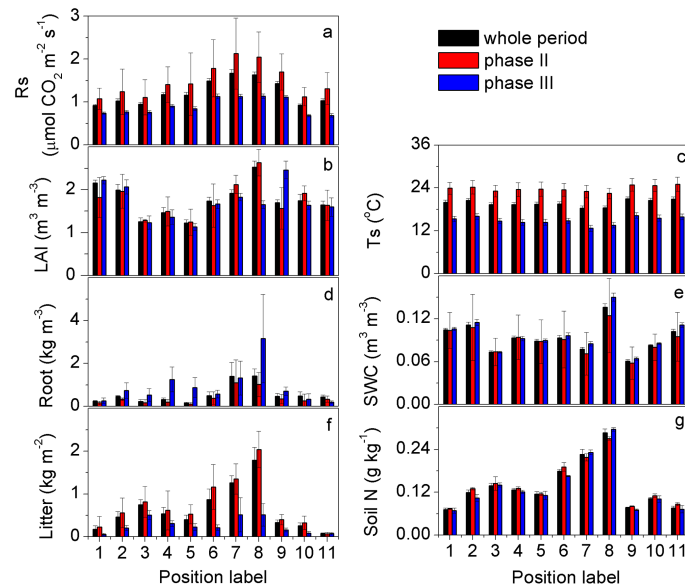 whole period
phase II
phase III
a
Rs
(μmol CO2 m-2 s-1)
3
2
1
0
b
LAI (m3 m-3)
2
1
0
c
Ts (oC)
36
24
12
0
d
Root (kg m-3)
6
4
2
0
e
SWC (m3 m-3)
0.12
0.06
0.00
f
Litter (kg m-2)
2
1
0
g
Soil N (g kg-1)
0.24
0.12
0.00
1 2 3 4 5 6 7 8 9 10 11
Position label
1 2 3 4 5 6 7 8 9 10 11
Position label